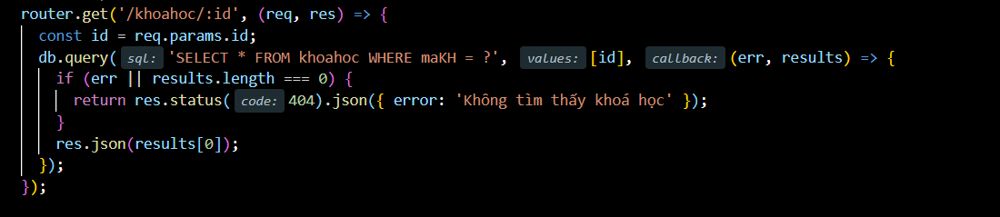 router.get('/khoahoc/:id', (req, res) => {
const id = req.params.id;
db.query( sql: 'SELECT * FROM khoahoc WHERE maKH = ?', values: [id], callback: (err, results) => {
if (err || results.length === 0) {
return res.status( code: 404).json({ error: 'Không tìm thấy khoá học' });
}
res.json(results[0]);
});
});